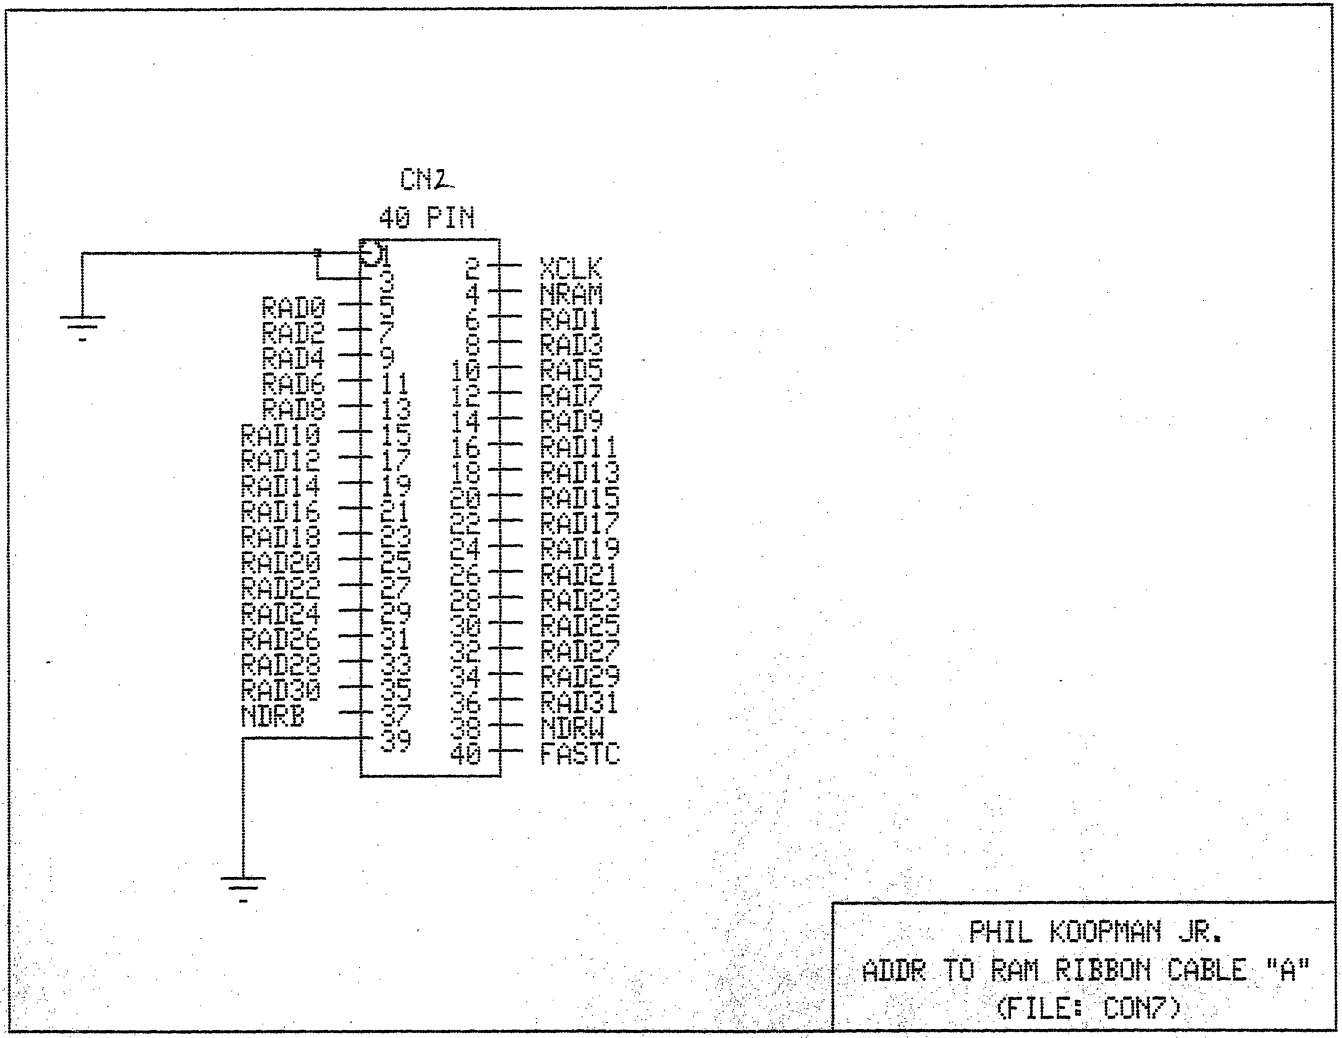 CN2
40 PIN
1
2 XCLK
3
4 NRAM
RAD0 5
6 RAD1
RAD2 7
8 RAD3
RAD4 9
10 RAD5
RAD6 11
12 RAD7
RAD8 13
14 RAD9
RAD10 15
16 RAD11
RAD12 17
18 RAD13
RAD14 19
20 RAD15
RAD16 21
22 RAD17
RAD18 23
24 RAD19
RAD20 25
26 RAD21
RAD22 27
28 RAD23
RAD24 29
30 RAD25
RAD26 31
32 RAD27
RAD28 33
34 RAD29
RAD30 35
36 RAD31
NDRB 37
38 NDRW
39
40 FASTC
PHIL KOOPMAN JR.
ADDR TO RAM RIBBON CABLE "A"
(FILE: CON7)